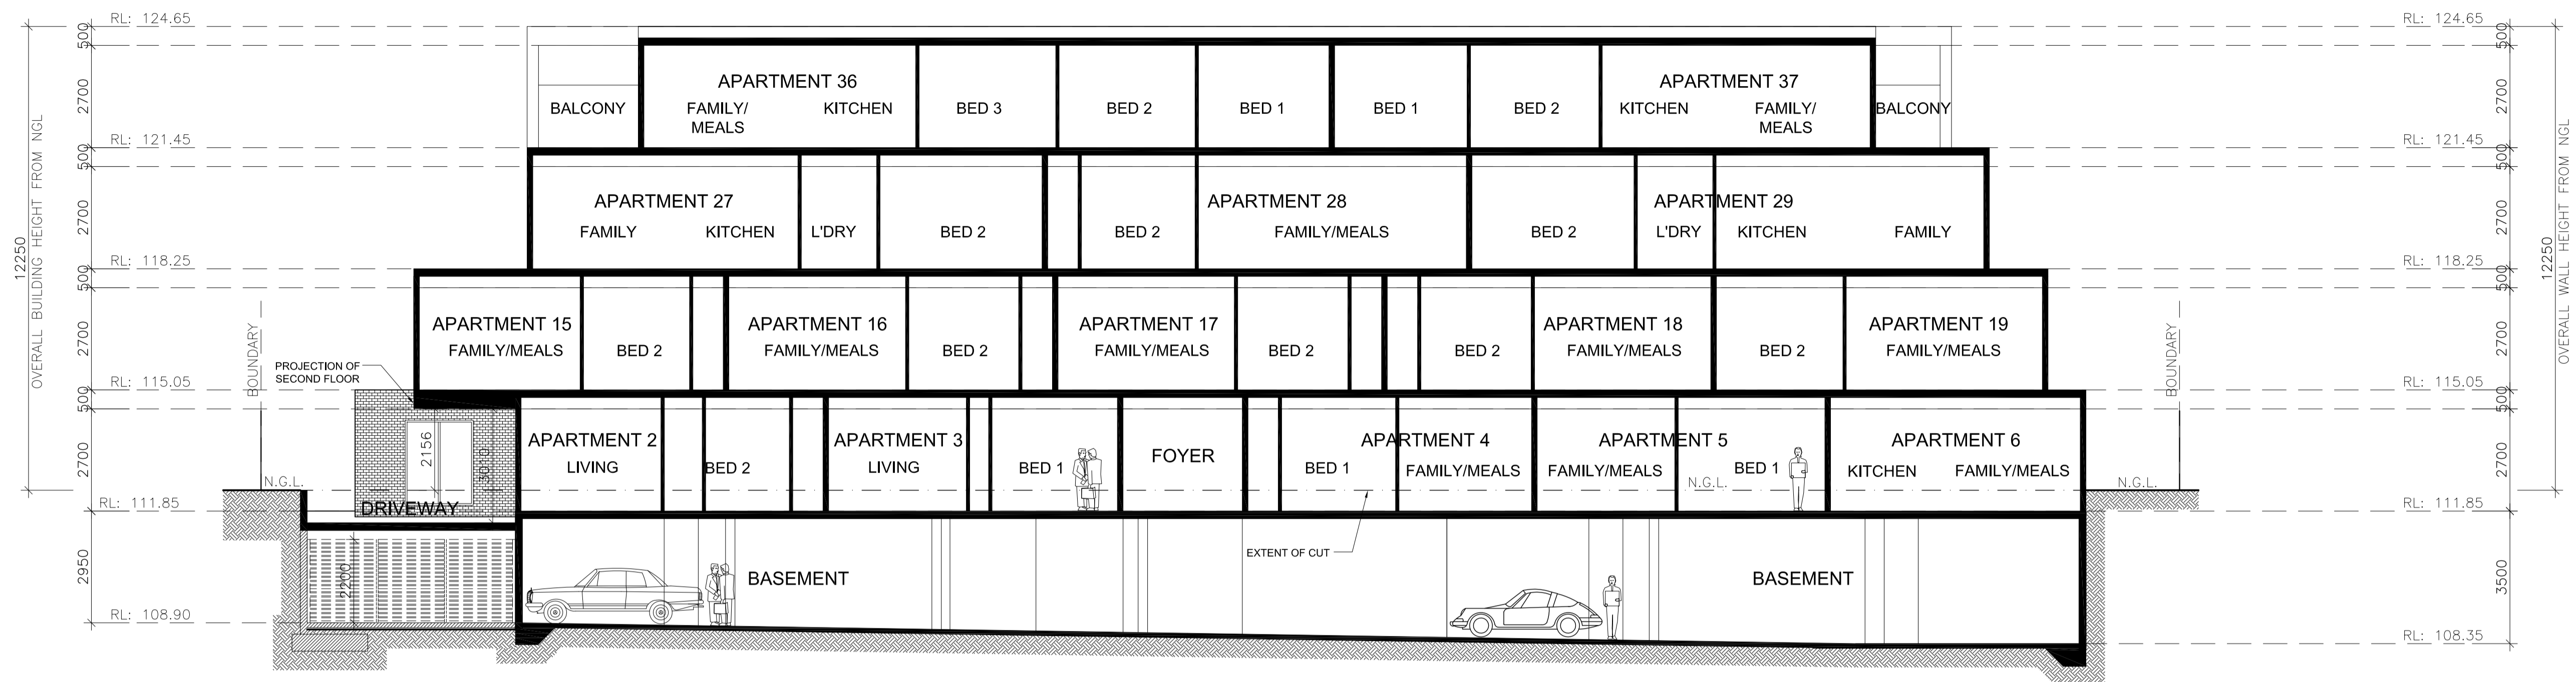 RL: 124.65
RL: 124.65
500
500
APARTMENT 36
APARTMENT 37
2700
BALCONY
FAMILY/
MEALS
KITCHEN
BED 3
BED 2
BED 1
BED 1
BED 2
KITCHEN
FAMILY/
MEALS
BALCONY
2700
RL: 121.45
RL: 121.45
500
500
APARTMENT 27
APARTMENT 28
APARTMENT 29
2700
FAMILY
KITCHEN
L'DRY
BED 2
BED 2
FAMILY/MEALS
BED 2
L'DRY
KITCHEN
FAMILY
2700
12250
OVERALL BUILDING HEIGHT FROM NGL
12250
OVERALL WALL HEIGHT FROM NGL
RL: 118.25
RL: 118.25
500
500
BOUNDARY
BOUNDARY
APARTMENT 15
APARTMENT 16
APARTMENT 17
APARTMENT 18
APARTMENT 19
2700
FAMILY/MEALS
BED 2
FAMILY/MEALS
BED 2
FAMILY/MEALS
BED 2
BED 2
FAMILY/MEALS
BED 2
FAMILY/MEALS
2700
PROJECTION OF
SECOND FLOOR
RL: 115.05
RL: 115.05
500
500
2156
3010
APARTMENT 2
APARTMENT 3
FOYER
APARTMENT 4
APARTMENT 5
APARTMENT 6
2700
LIVING
BED 2
LIVING
BED 1
BED 1
FAMILY/MEALS
FAMILY/MEALS
BED 1
KITCHEN
FAMILY/MEALS
2700
N.G.L.
N.G.L.
N.G.L.
RL: 111.85
DRIVEWAY
RL: 111.85
EXTENT OF CUT
2950
2200
BASEMENT
BASEMENT
3500
RL: 108.90
RL: 108.35